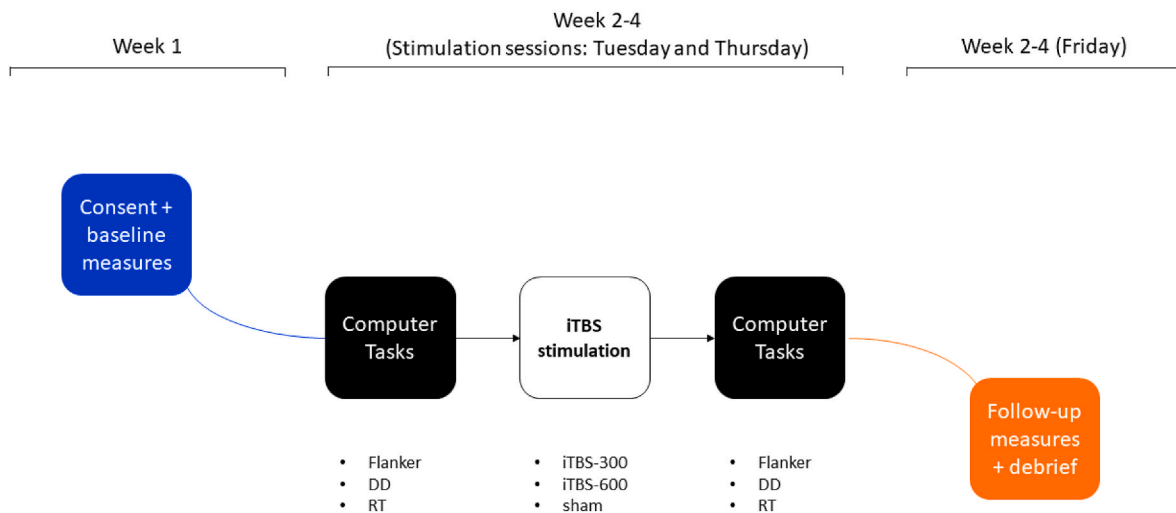 Week 1
Week 2-4
(Stimulation sessions: Tuesday and Thursday)
Week 2-4 (Friday)
Consent +
baseline
measures
Computer
Tasks
iTBS
stimulation
Computer
Tasks
Follow-up
measures
+ debrief
• Flanker
• DD
• RT
• iTBS-300
• iTBS-600
• sham
• Flanker
• DD
• RT